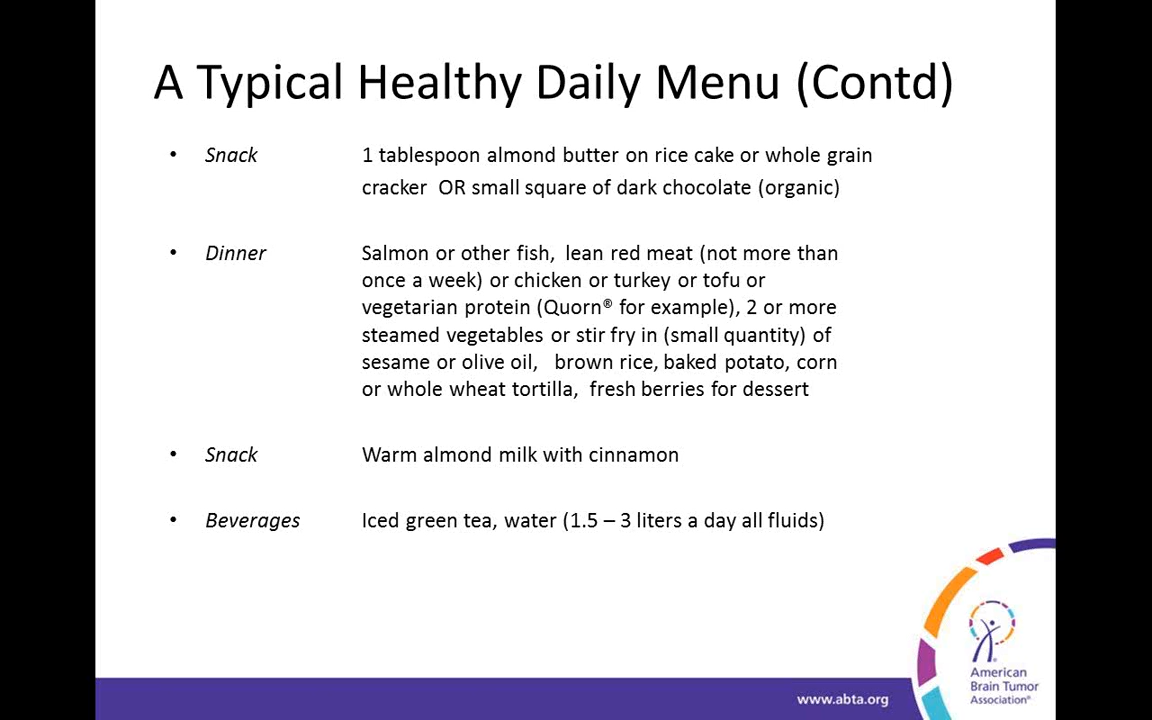 A Typical Healthy Daily Menu (Contd)
• Snack 1 tablespoon almond butter on rice cake or whole grain
cracker OR small square of dark chocolate (organic)
• Dinner Salmon or other fish, lean red meat (not more than
once a week) or chicken or turkey or tofu or
vegetarian protein (Quorn® for example), 2 or more
steamed vegetables or stir fry in (small quantity) of
sesame or olive oil, brown rice, baked potato, corn
or whole wheat tortilla, fresh berries for dessert
• Snack Warm almond milk with cinnamon
• Beverages Iced green tea, water (1.5 – 3 liters a day all fluids)
American
Brain Tumor
Association®
www.abta.org